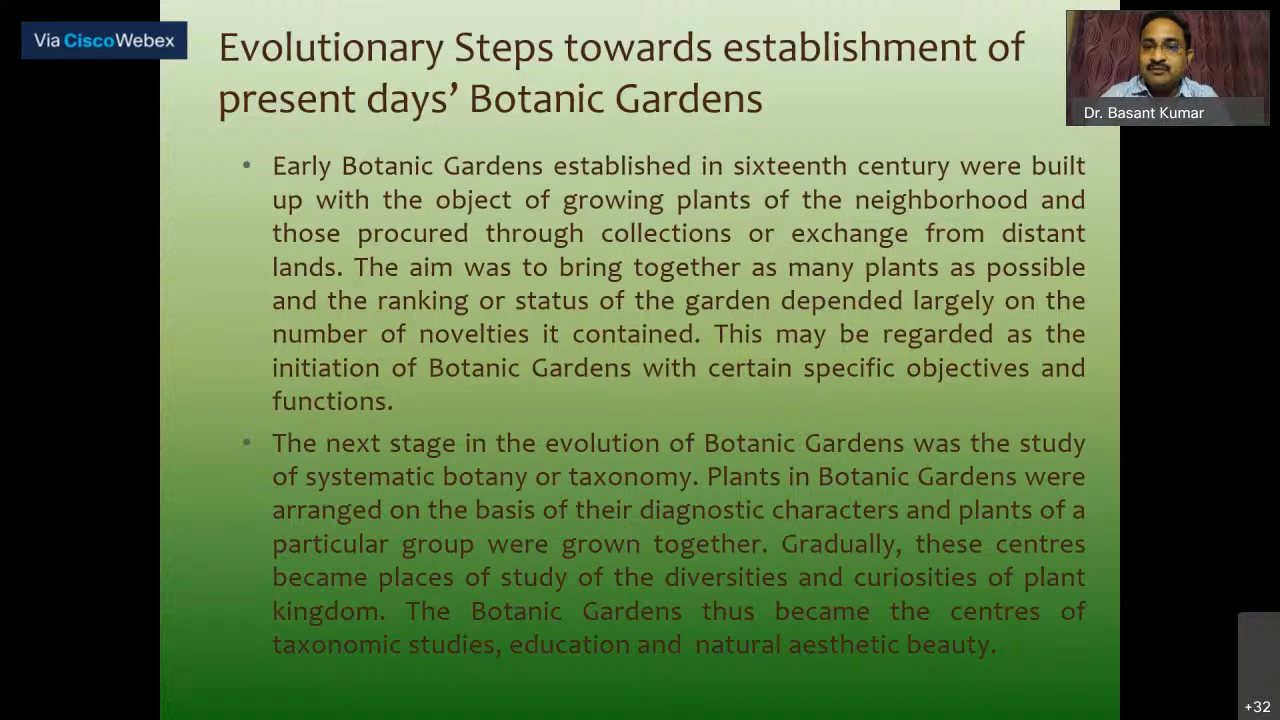 Via Cisco Webex
Evolutionary Steps towards establishment of
present days’ Botanic Gardens
Dr. Basant Kumar
• Early Botanic Gardens established in sixteenth century were built
up with the object of growing plants of the neighborhood and
those procured through collections or exchange from distant
lands. The aim was to bring together as many plants as possible
and the ranking or status of the garden depended largely on the
number of novelties it contained. This may be regarded as the
initiation of Botanic Gardens with certain specific objectives and
functions.
• The next stage in the evolution of Botanic Gardens was the study
of systematic botany or taxonomy. Plants in Botanic Gardens were
arranged on the basis of their diagnostic characters and plants of a
particular group were grown together. Gradually, these centres
became places of study of the diversities and curiosities of plant
kingdom. The Botanic Gardens thus became the centres of
taxonomic studies, education and natural aesthetic beauty.
+32